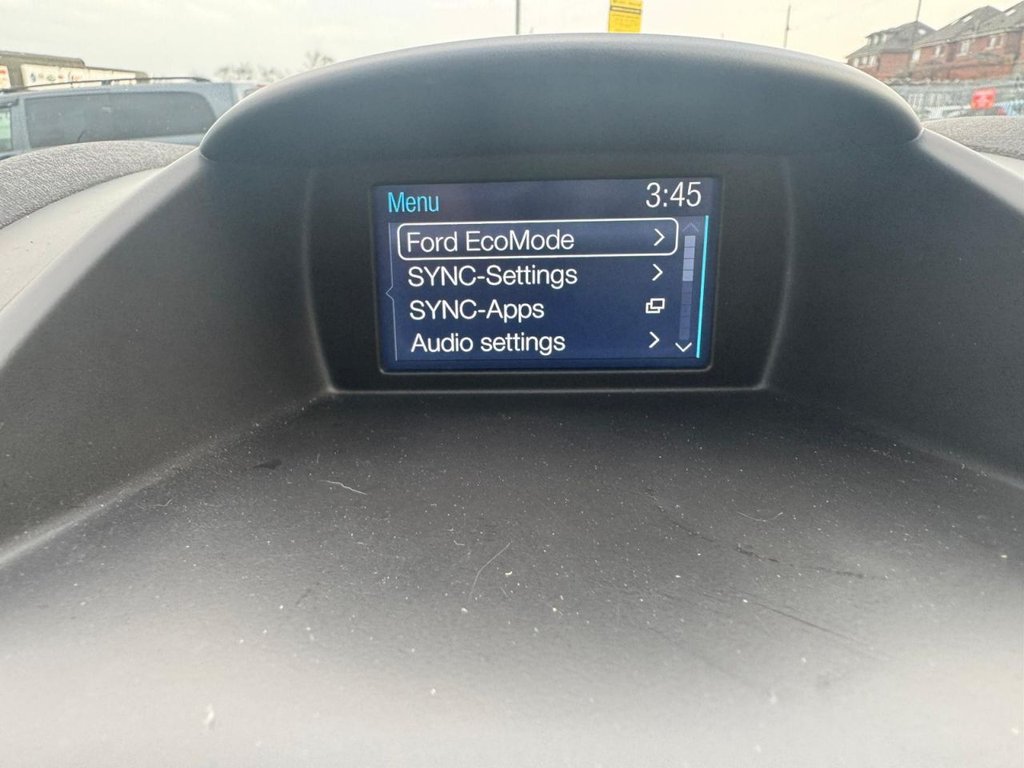 Menu 3:45
Ford EcoMode
SYNC-Settings
SYNC-Apps
Audio settings